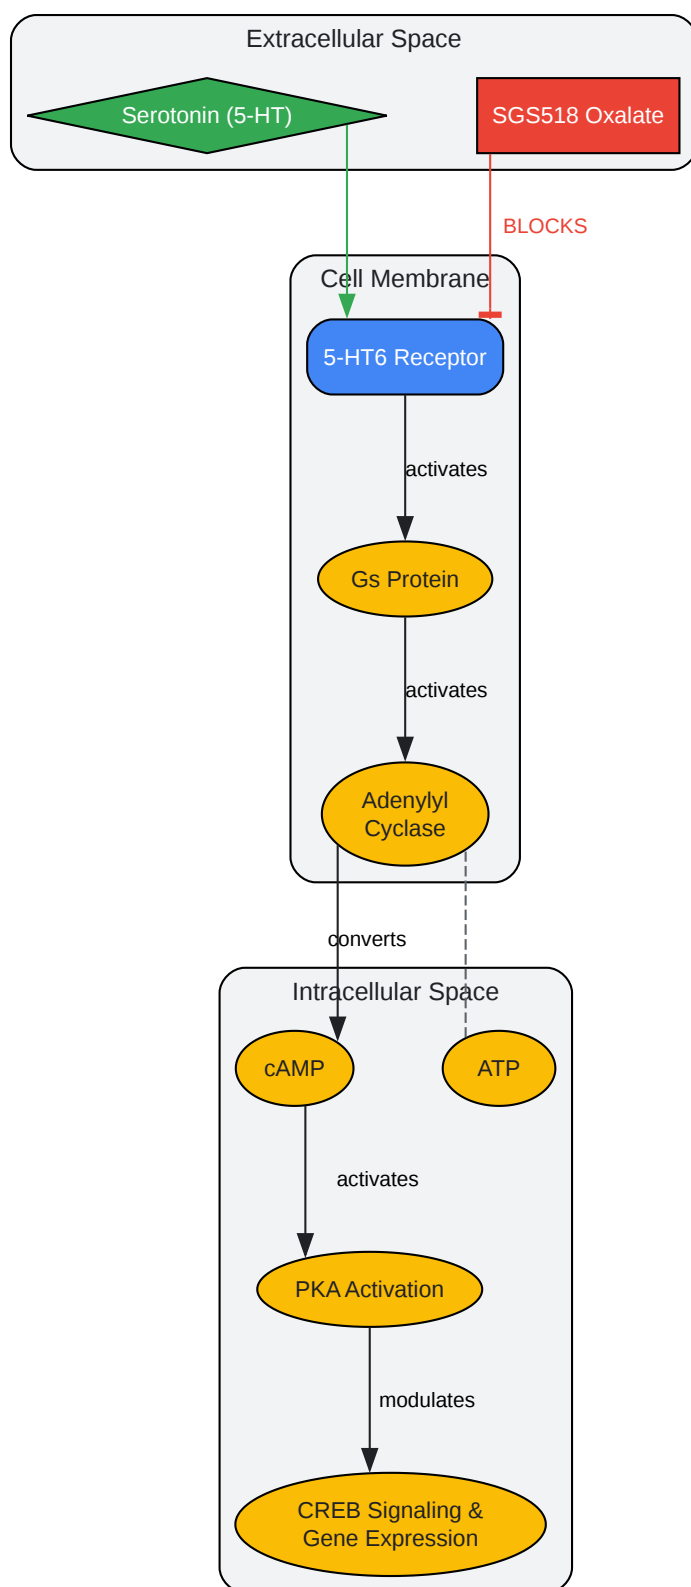 Extracellular Space
Serotonin (5-HT)
SGS518 Oxalate
BLOCKS
Cell Membrane
5-HT6 Receptor
activates
Gs Protein
activates
Adenylyl
Cyclase
converts
Intracellular Space
cAMP
ATP
activates
PKA Activation
modulates
CREB Signaling &
Gene Expression